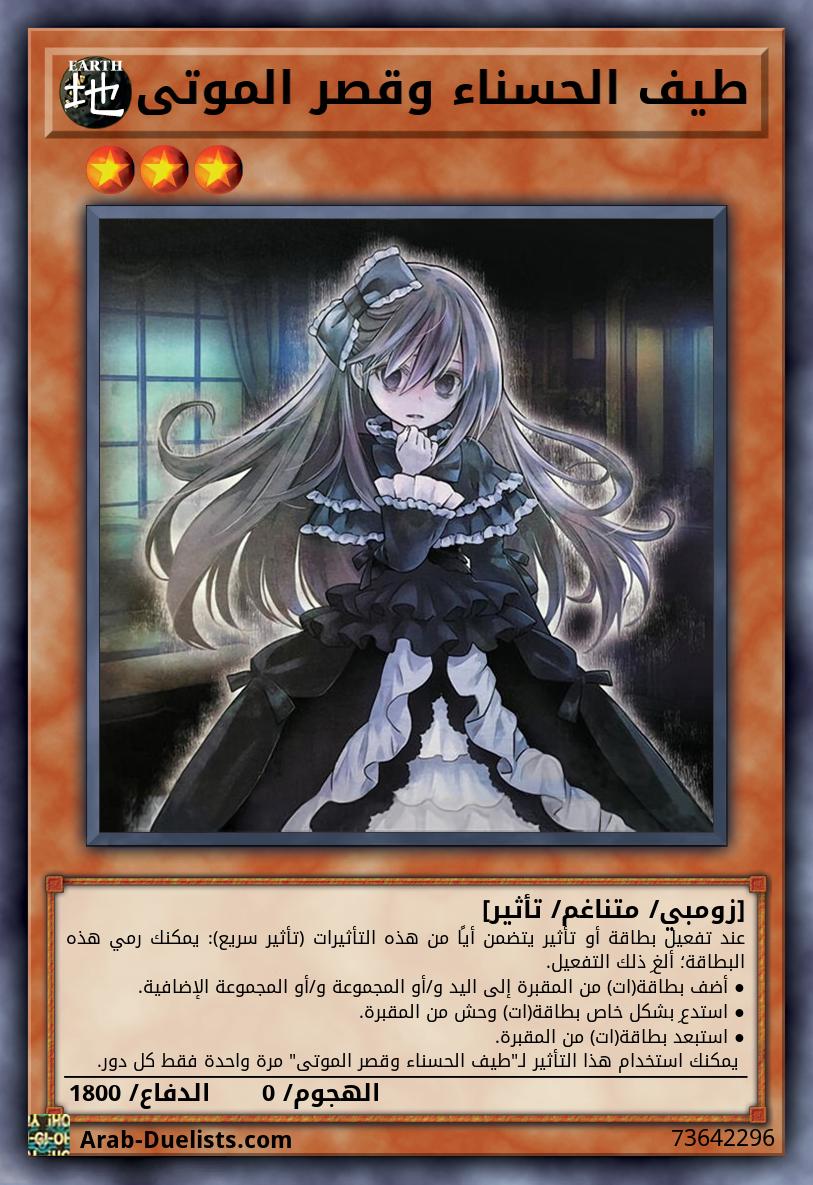 طيف الحسناء وقصر الموتى
EARTH
地
[زومبي/ متناغم/ تأثير]
عند تفعيل بطاقة أو تأثير يتضمن أيًا من هذه التأثيرات (تأثير سريع): يمكنك رمي هذه
البطاقة؛ ألغِ ذلك التفعيل.
● أضف بطاقة(ات) من المقبرة إلى اليد و/أو المجموعة و/أو المجموعة الإضافية.
● استدعِ بشكل خاص بطاقة(ات) وحش من المقبرة.
● استبعد بطاقة(ات) من المقبرة.
يمكنك استخدام هذا التأثير لـ"طيف الحسناء وقصر الموتى" مرة واحدة فقط كل دور.
الهجوم/ 0 الدفاع/ 1800
Arab-Duelists.com
73642296